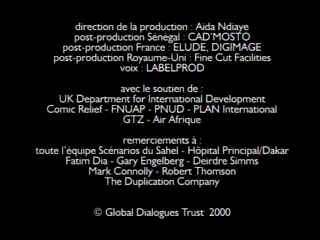 direction de la production : Aïda Ndiaye
post-production Sénégal : CAD'MOSTO
post-production France : ELUDE, DIGIMAGE
post-production Royaume-Uni : Fine Cut Facilities
voix : LABELPROD
avec le soutien de :
UK Department for International Development
Comic Relief - FNUAP - PNUD - PLAN International
GTZ - Air Afrique
remerciements à :
toute l'équipe Scénarios du Sahel - Hôpital Principal/Dakar
Fatim Dia - Gary Engelberg - Deirdre Simms
Mark Connolly - Robert Thomson
The Duplication Company
© Global Dialogues Trust 2000